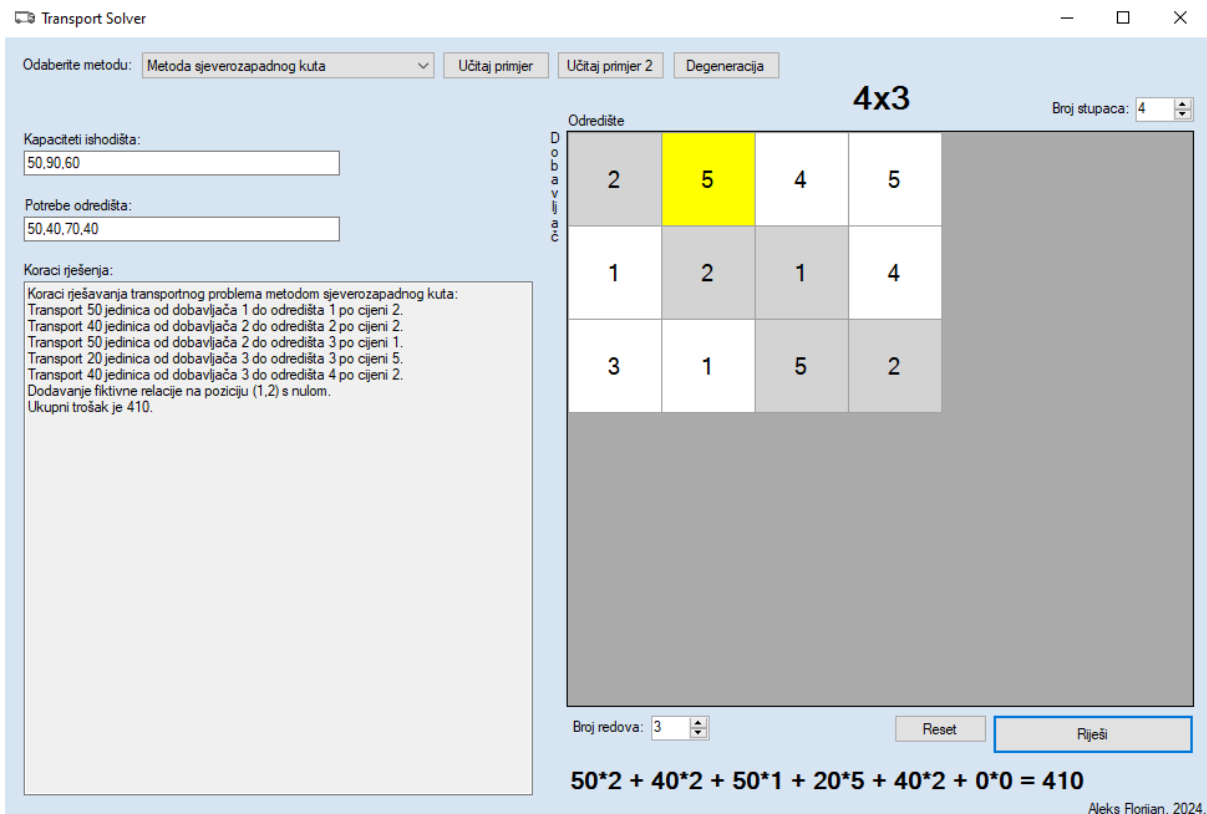 Transport Solver
Odaberite metodu: Metoda sjeverozapadnog kuta Učitaj primjer Učitaj primjer 2 Degeneracija
4x3
Broj stupaca: 4
Odredište
Dobavljač
Kapaciteti ishodišta:
50,90,60
Potrebe odredišta:
50,40,70,40
Koraci rješenja:
Koraci rješavanja transportnog problema metodom sjeverozapadnog kuta:
Transport 50 jedinica od dobavljača 1 do odredišta 1 po cijeni 2.
Transport 40 jedinica od dobavljača 2 do odredišta 2 po cijeni 2.
Transport 50 jedinica od dobavljača 2 do odredišta 3 po cijeni 1.
Transport 20 jedinica od dobavljača 3 do odredišta 3 po cijeni 5.
Transport 40 jedinica od dobavljača 3 do odredišta 4 po cijeni 2.
Dodavanje fiktivne relacije na poziciju (1,2) s nulom.
Ukupni trošak je 410.
2 5 4 5
1 2 1 4
3 1 5 2
Broj redova: 3
Reset
Riješi
50*2 + 40*2 + 50*1 + 20*5 + 40*2 + 0*0 = 410
Aleks Florijan, 2024.